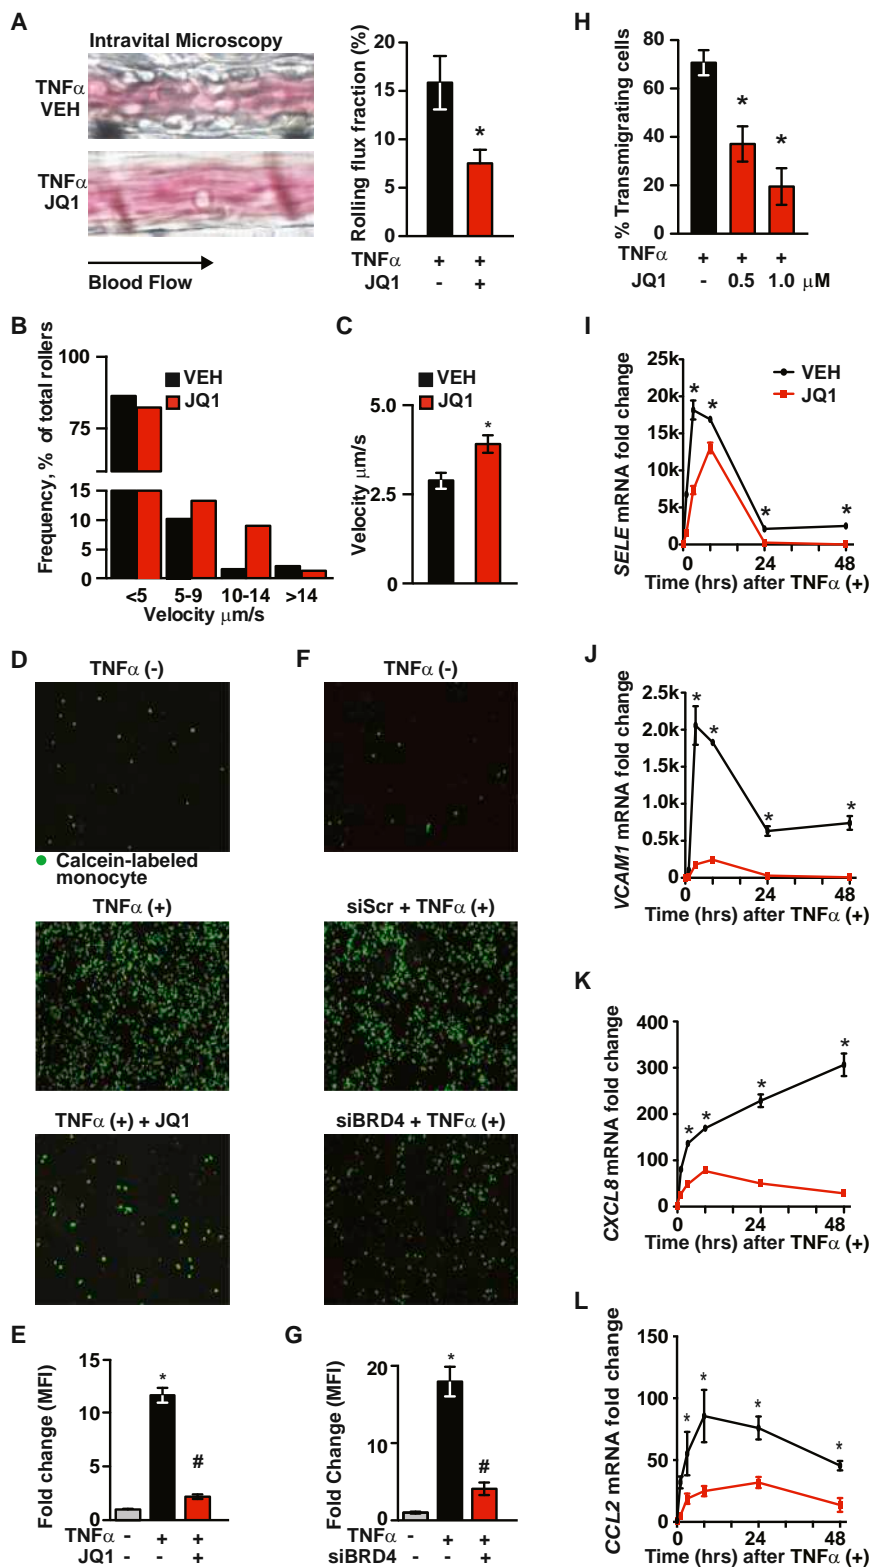 A
Intravital Microscopy
TNFα
VEH
TNFα
JQ1
Blood Flow
Rolling flux fraction (%)
20
15
10
5
0
*
TNFα + +
JQ1 - +
H
% Transmigrating cells
80
60
40
20
0
*
*
TNFα + + +
JQ1 - 0.5 1.0 μM
B
Frequency, % of total rollers
100
75
15
10
5
0
VEH
JQ1
<5 5-9 10-14 >14
Velocity μm/s
C
VEH
JQ1
Velocity μm/s
5.0
2.5
0
*
I
SELE mRNA fold change
25k
20k
15k
10k
5k
0
VEH
JQ1
* * * *
0 24 48
Time (hrs) after TNFα (+)
D
TNFα (-)
Calcein-labeled
monocyte
TNFα (+)
TNFα (+) + JQ1
F
TNFα (-)
siScr + TNFα (+)
siBRD4 + TNFα (+)
J
VCAM1 mRNA fold change
2.5k
2.0k
1.5k
1.0k
0.5k
0
* * * *
0 24 48
Time (hrs) after TNFα (+)
K
CXCL8 mRNA fold change
400
300
200
100
0
* * * *
0 24 48
Time (hrs) after TNFα (+)
E
Fold change (MFI)
15
10
5
0
*
#
TNFα - + +
JQ1 - - +
G
Fold Change (MFI)
20
10
0
*
#
TNFα - + +
siBRD4 - - +
L
CCL2 mRNA fold change
150
100
50
0
* * * *
0 24 48
Time (hrs) after TNFα (+)